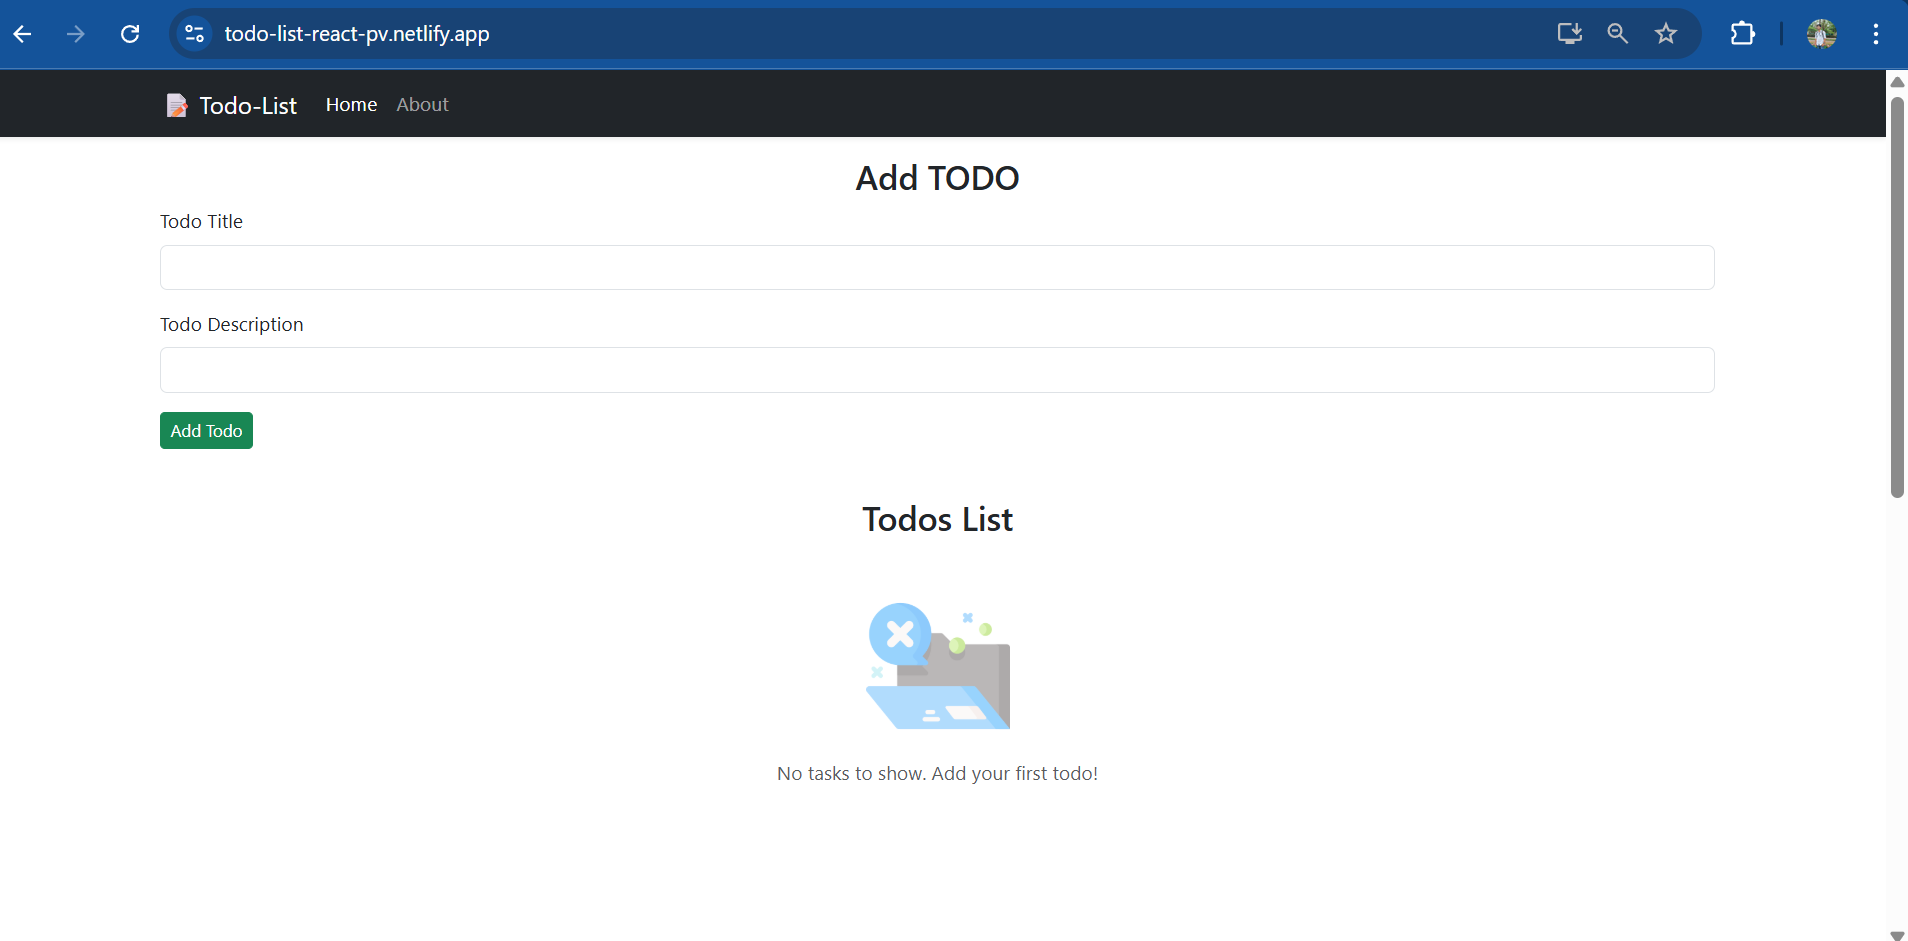 todo-list-react-pv.netlify.app
Todo-List Home About
Add TODO
Todo Title
Todo Description
Add Todo
Todos List
No tasks to show. Add your first todo!